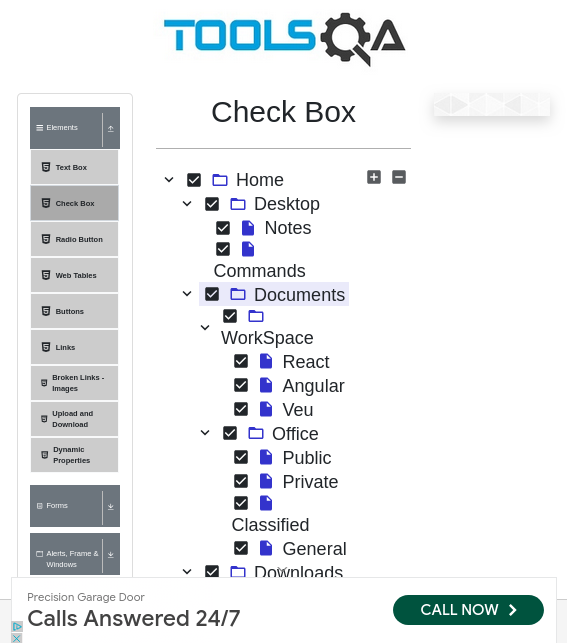 TOOLSQA
Check Box
Elements
Text Box
Check Box
Radio Button
Web Tables
Buttons
Links
Broken Links -
Images
Upload and
Download
Dynamic
Properties
Forms
Alerts, Frame &
Windows
Home
Desktop
Notes
Commands
Documents
WorkSpace
React
Angular
Veu
Office
Public
Private
Classified
General
Downloads
Precision Garage Door
Calls Answered 24/7
CALL NOW